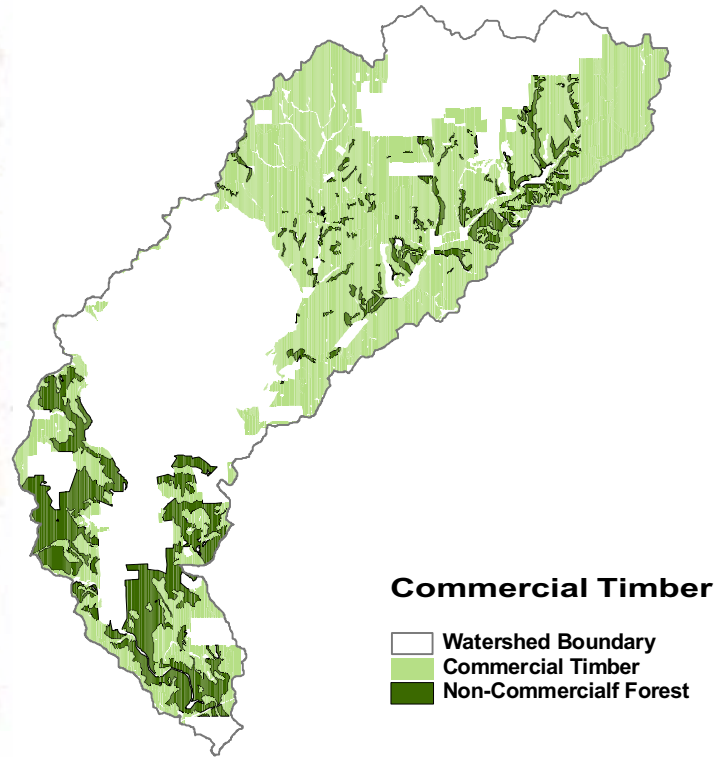 Commercial Timber
Watershed Boundary
Commercial Timber
Non-Commercialf Forest